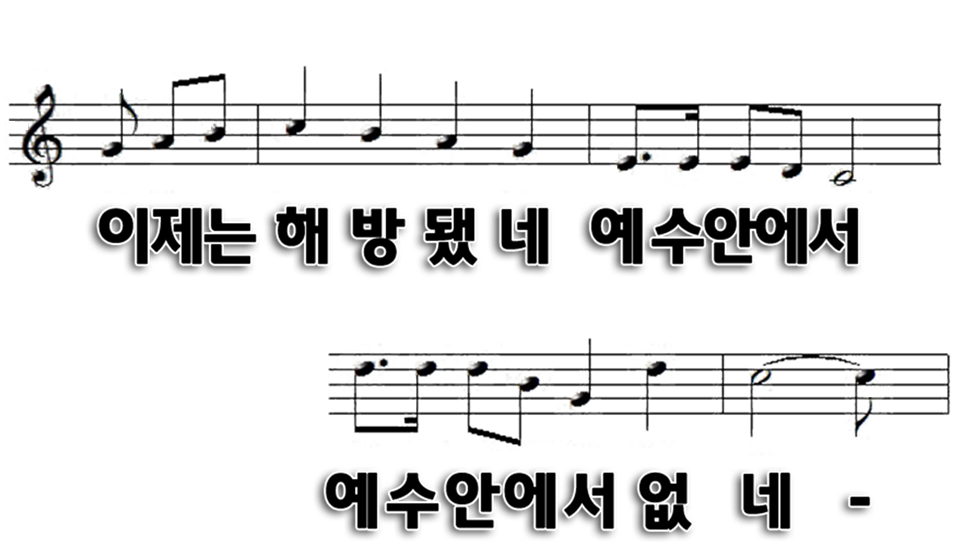 이제는 해 방 됐 네 예 수안에서
예 수 안 에 서 없 네 -